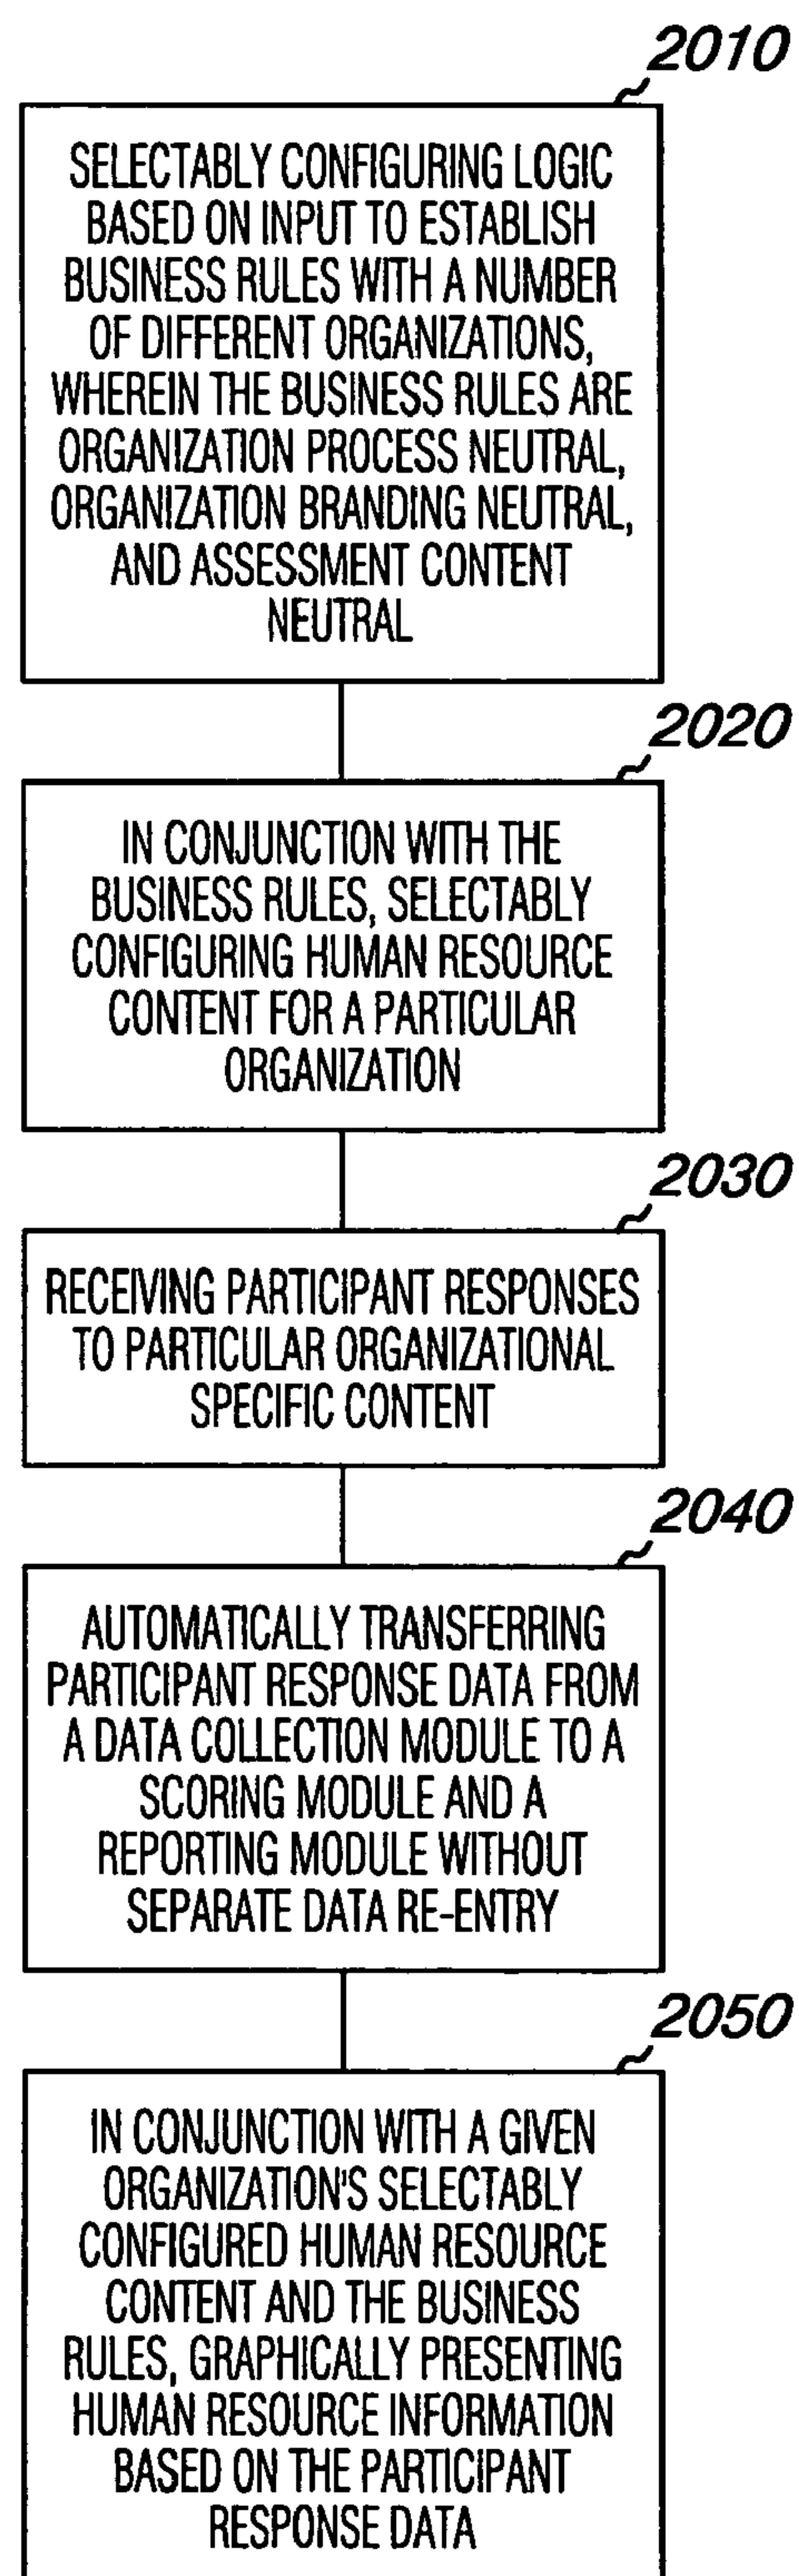 2010
SELECTABLY CONFIGURING LOGIC
BASED ON INPUT TO ESTABLISH
BUSINESS RULES WITH A NUMBER
OF DIFFERENT ORGANIZATIONS,
WHEREIN THE BUSINESS RULES ARE
ORGANIZATION PROCESS NEUTRAL,
ORGANIZATION BRANDING NEUTRAL,
AND ASSESSMENT CONTENT
NEUTRAL
2020
IN CONJUNCTION WITH THE
BUSINESS RULES, SELECTABLY
CONFIGURING HUMAN RESOURCE
CONTENT FOR A PARTICULAR
ORGANIZATION
2030
RECEIVING PARTICIPANT RESPONSES
TO PARTICULAR ORGANIZATIONAL
SPECIFIC CONTENT
2040
AUTOMATICALLY TRANSFERRING
PARTICIPANT RESPONSE DATA FROM
A DATA COLLECTION MODULE TO A
SCORING MODULE AND A
REPORTING MODULE WITHOUT
SEPARATE DATA RE-ENTRY
2050
IN CONJUNCTION WITH A GIVEN
ORGANIZATION'S SELECTABLY
CONFIGURED HUMAN RESOURCE
CONTENT AND THE BUSINESS
RULES, GRAPHICALLY PRESENTING
HUMAN RESOURCE INFORMATION
BASED ON THE PARTICIPANT
RESPONSE DATA